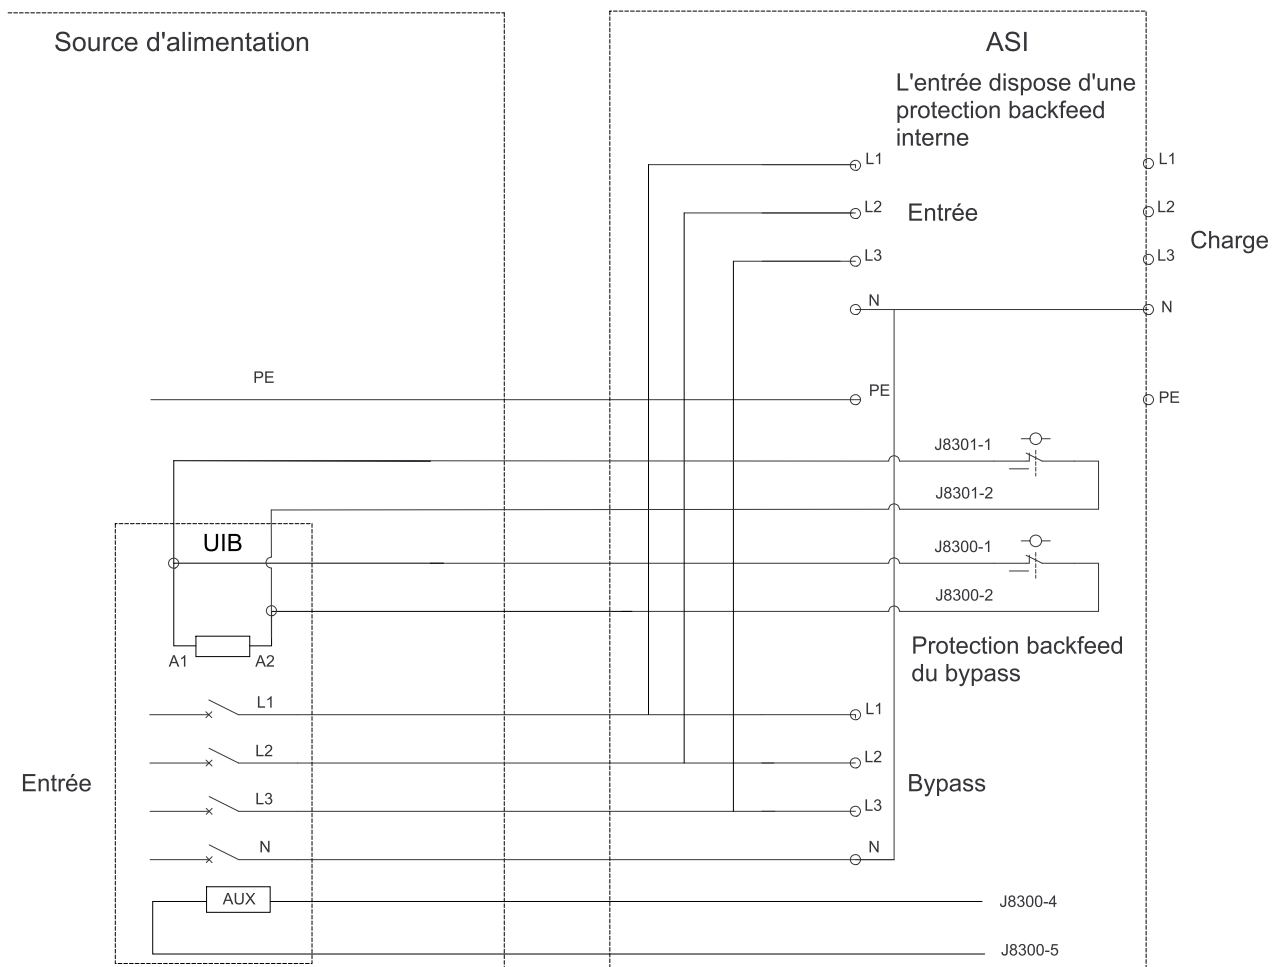 Source d'alimentation
ASI
L'entrée dispose d'une
protection backfeed
interne
L1
L1
L2
Entrée
L2
Charge
L3
L3
N
N
PE
PE
PE
J8301-1
J8301-2
UIB
J8300-1
J8300-2
A1
A2
Protection backfeed
du bypass
L1
L1
L2
L2
Entrée
Bypass
L3
L3
N
N
AUX
J8300-4
J8300-5